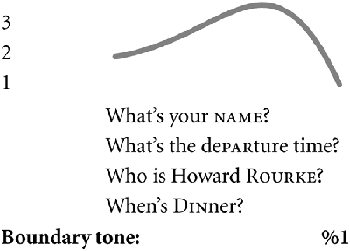 3
2
1
What's your NAME?
What's the dePARture time?
Who is Howard ROURKE?
When's DINner?
Boundary tone: %1